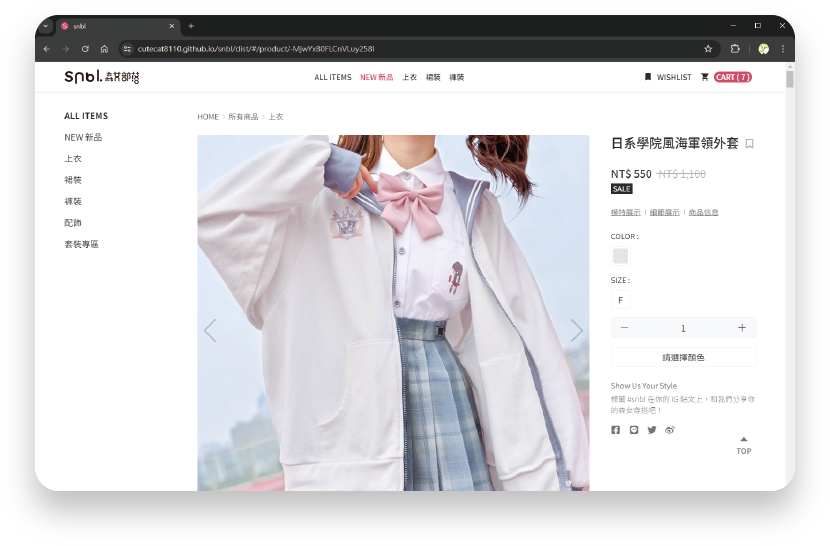 snbl
cutecat8110.github.io/snbl/dist/#/product/-MjwYxB0FLCnVLuy258I
snbl.
ALL ITEMS NEW 新品 上衣 裙裝 褲裝
WISHLIST CART ( 7 )
ALL ITEMS
NEW 新品
上衣
裙裝
褲裝
配飾
套裝專區
HOME > 所有商品 > 上衣
日系學院風海軍領外套
NT$ 550 NT$ 1,100
SALE
模特展示 | 細節展示 | 商品信息
COLOR :
SIZE :
F
1
請選擇顏色
Show Us Your Style
標籤 #snbl 在你的 IG 貼文上，和我們分享你
的森女穿搭吧！
TOP